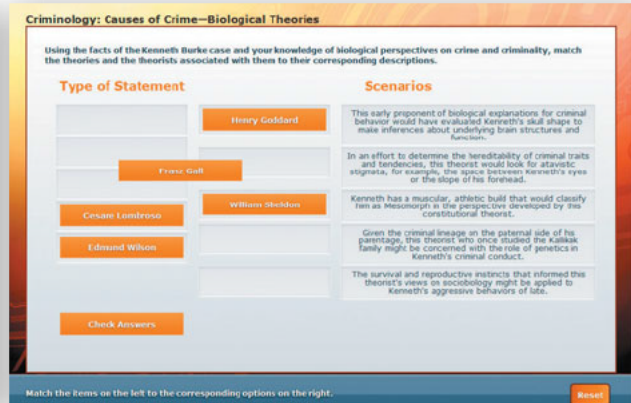 Criminology: Causes of Crime—Biological Theories
Using the facts of the Kenneth Burke case and your knowledge of biological perspectives on crime and criminality, match
the theories and the theorists associated with them to their corresponding descriptions.
Type of Statement
Scenarios
Henry Goddard
This early proponent of biological explanations for criminal
behavior would have evaluated Kenneth's skull shape to
make inferences about underlying brain structures and
function.
Franz Gall
In an effort to determine the hereditability of criminal traits
and tendencies, this theorist would look for atavistic
stigmata, for example, the space between Kenneth's eyes
or the slope of his forehead.
Cesare Lombroso
William Sheldon
Kenneth has a muscular, athletic build that would classify
him as Mesomorph in the perspective developed by this
constitutional theorist.
Edmund Wilson
Given the criminal lineage on the paternal side of his
parentage, this theorist who once studied the Kallikak
family might be concerned with the role of genetics in
Kenneth's criminal conduct.
The survival and reproductive instincts that informed this
theorist's views on sociobiology might be applied to
Kenneth's aggressive behaviors of late.
Check Answers
Match the items on the left to the corresponding options on the right.
Reset